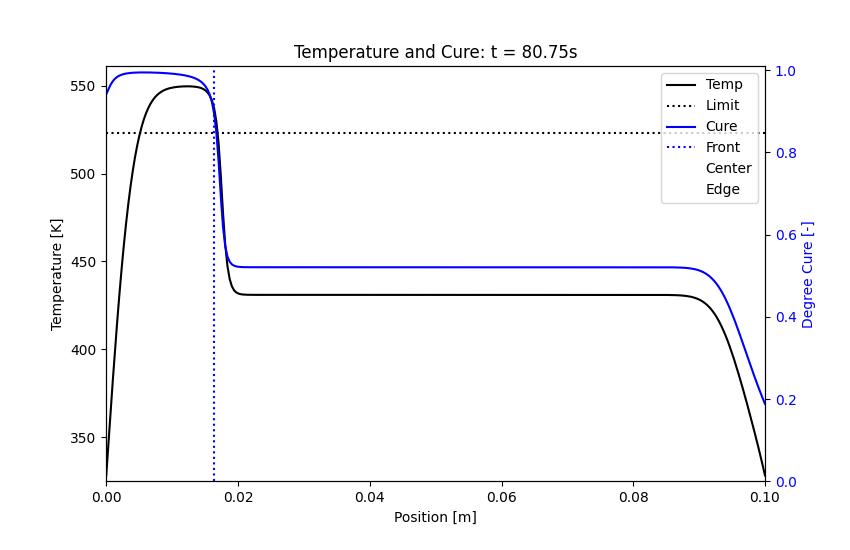 Temperature and Cure: t = 80.75s
Temperature [K]
550
500
450
400
350
Temp
Limit
Cure
Front
Center
Edge
1.0
0.8
0.6
0.4
0.2
0.0
Degree Cure [-]
0.00 0.02 0.04 0.06 0.08 0.10
Position [m]